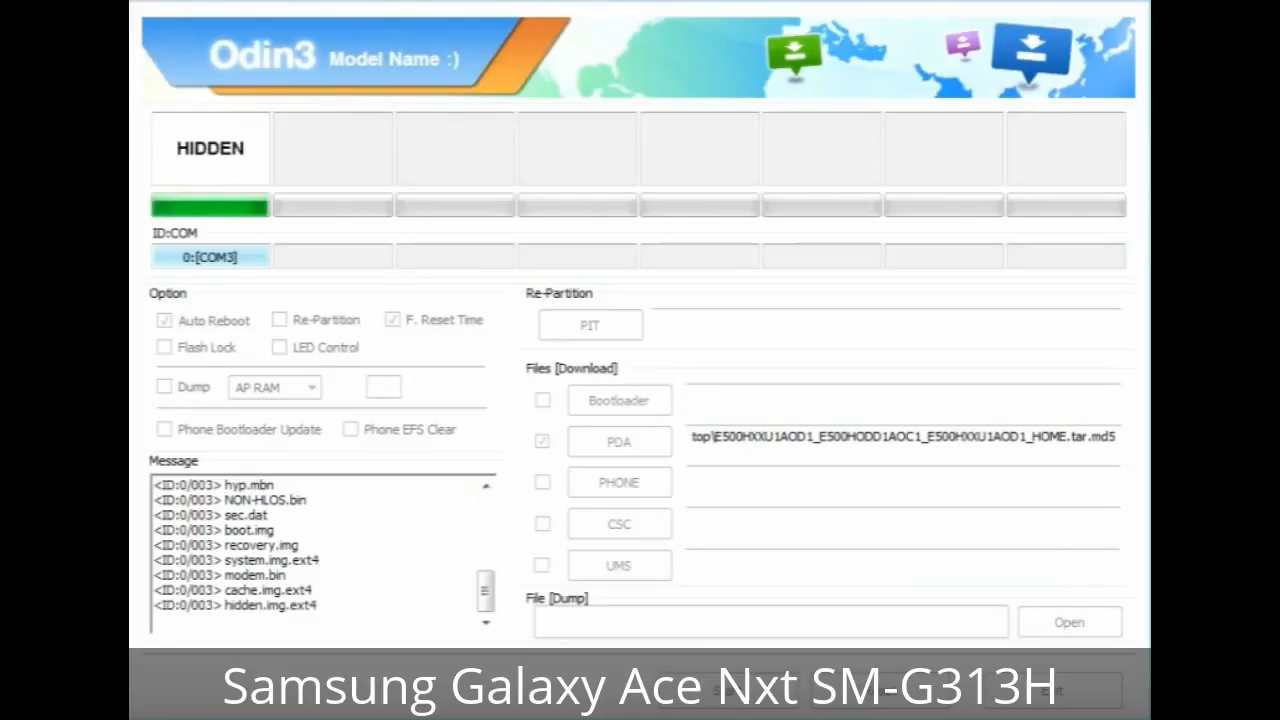 Odin3 Model Name :)
HIDDEN
ID:COM
0:[COM3]
Option
Auto Reboot Re-Partition F. Reset Time
Flash Lock LED Control
Dump AP RAM
Phone Bootloader Update Phone EFS Clear
Message
<ID:0/003> hyp.mbn
<ID:0/003> NON-HLOS.bin
<ID:0/003> sec.dat
<ID:0/003> boot.img
<ID:0/003> recovery.img
<ID:0/003> system.img.ext4
<ID:0/003> modem.bin
<ID:0/003> cache.img.ext4
<ID:0/003> hidden.img.ext4
Re-Partition
PIT
Files [Download]
Bootloader
PDA top\E500HXXU1AOD1_E500HODD1AOC1_E500HXXU1AOD1_HOME.tar.md5
PHONE
CSC
UMS
File [Dump]
Open
Samsung Galaxy Ace Nxt SM-G313H